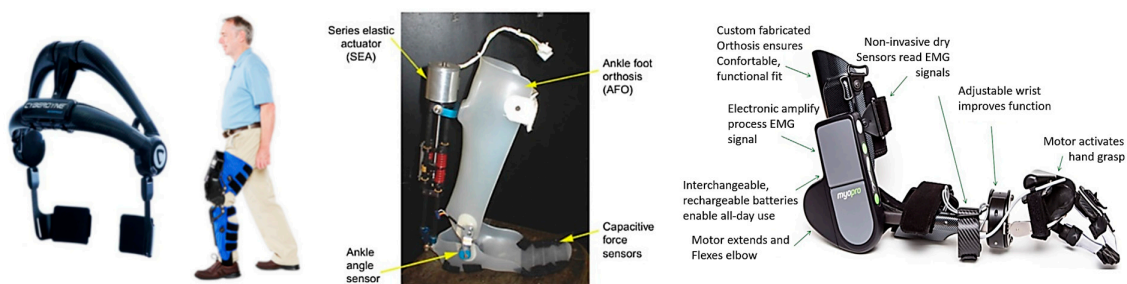 CYBERDYNE
Series elastic
actuator
(SEA)
Ankle foot
orthosis
(AFO)
Ankle
angle
sensor
Capacitive
force
sensors
Custom fabricated
Orthosis ensures
Confortable,
functional fit
Non-invasive dry
Sensors read EMG
signals
Adjustable wrist
improves function
Electronic amplify
process EMG
signal
Motor activates
hand grasp
Interchangeable,
rechargeable batteries
enable all-day use
myopro
Motor extends and
Flexes elbow